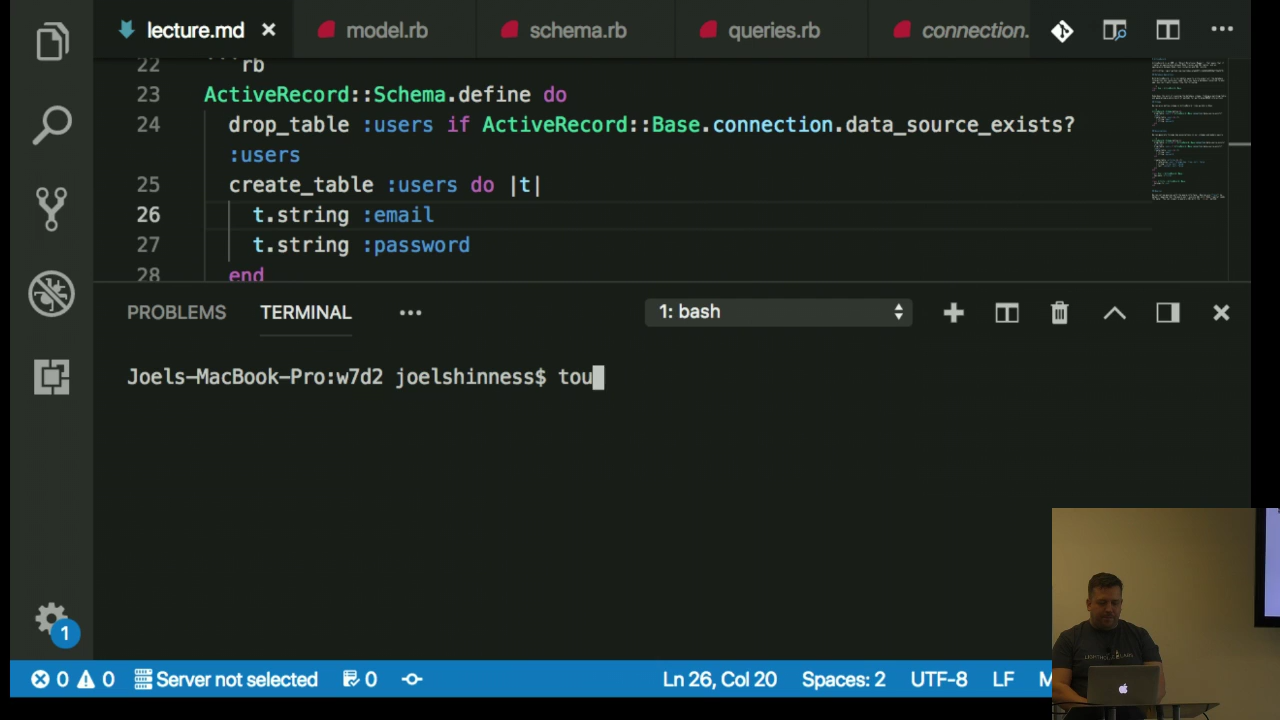 lecture.md
model.rb
schema.rb
queries.rb
connection.
22
```rb
23 ActiveRecord::Schema.define do
24 drop_table :users if ActiveRecord::Base.connection.data_source_exists?
:users
25 create_table :users do |t|
26 t.string :email
27 t.string :password
28 end
PROBLEMS
TERMINAL
1: bash
Joels-MacBook-Pro:w7d2 joelshinness$ tou
1
0 0
Server not selected
0
Ln 26, Col 20
Spaces: 2
UTF-8
LF
M